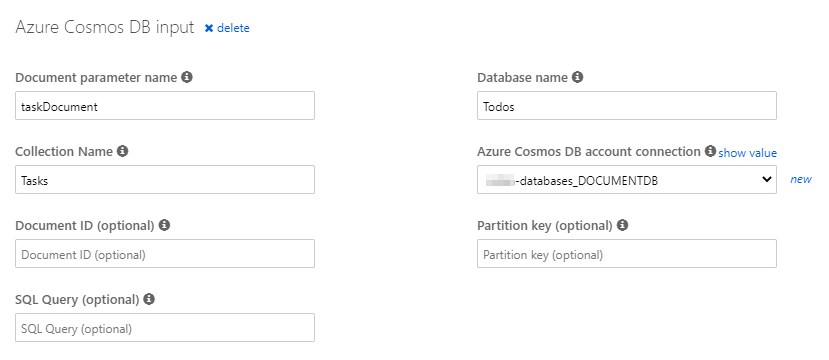 Azure Cosmos DB input × delete
Document parameter name
Database name
taskDocument
Todos
Collection Name
Azure Cosmos DB account connection show value
Tasks
-databases_DOCUMENTDB
new
Document ID (optional)
Partition key (optional)
Document ID (optional)
Partition key (optional)
SQL Query (optional)
SQL Query (optional)